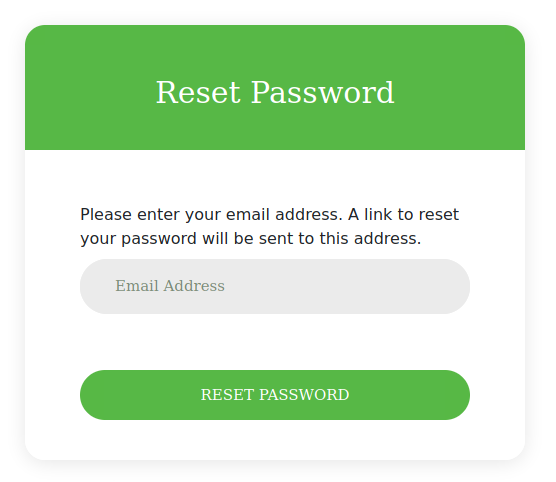 Reset Password
Please enter your email address. A link to reset
your password will be sent to this address.
Email Address
RESET PASSWORD